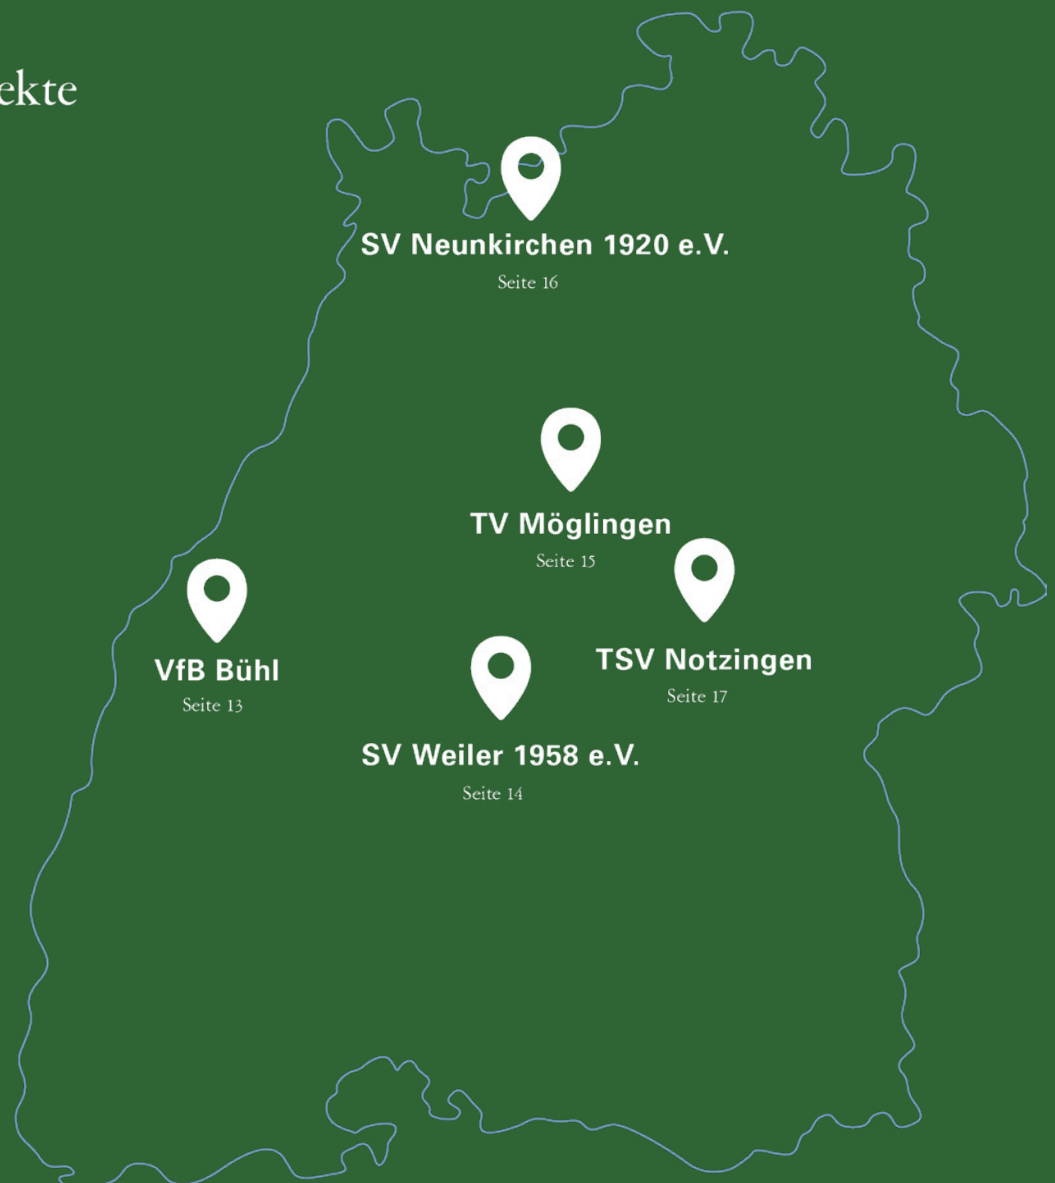 ekte
SV Neunkirchen 1920 e.V.
Seite 16
TV Möglingen
Seite 15
VfB Bühl
Seite 13
TSV Notzingen
Seite 17
SV Weiler 1958 e.V.
Seite 14